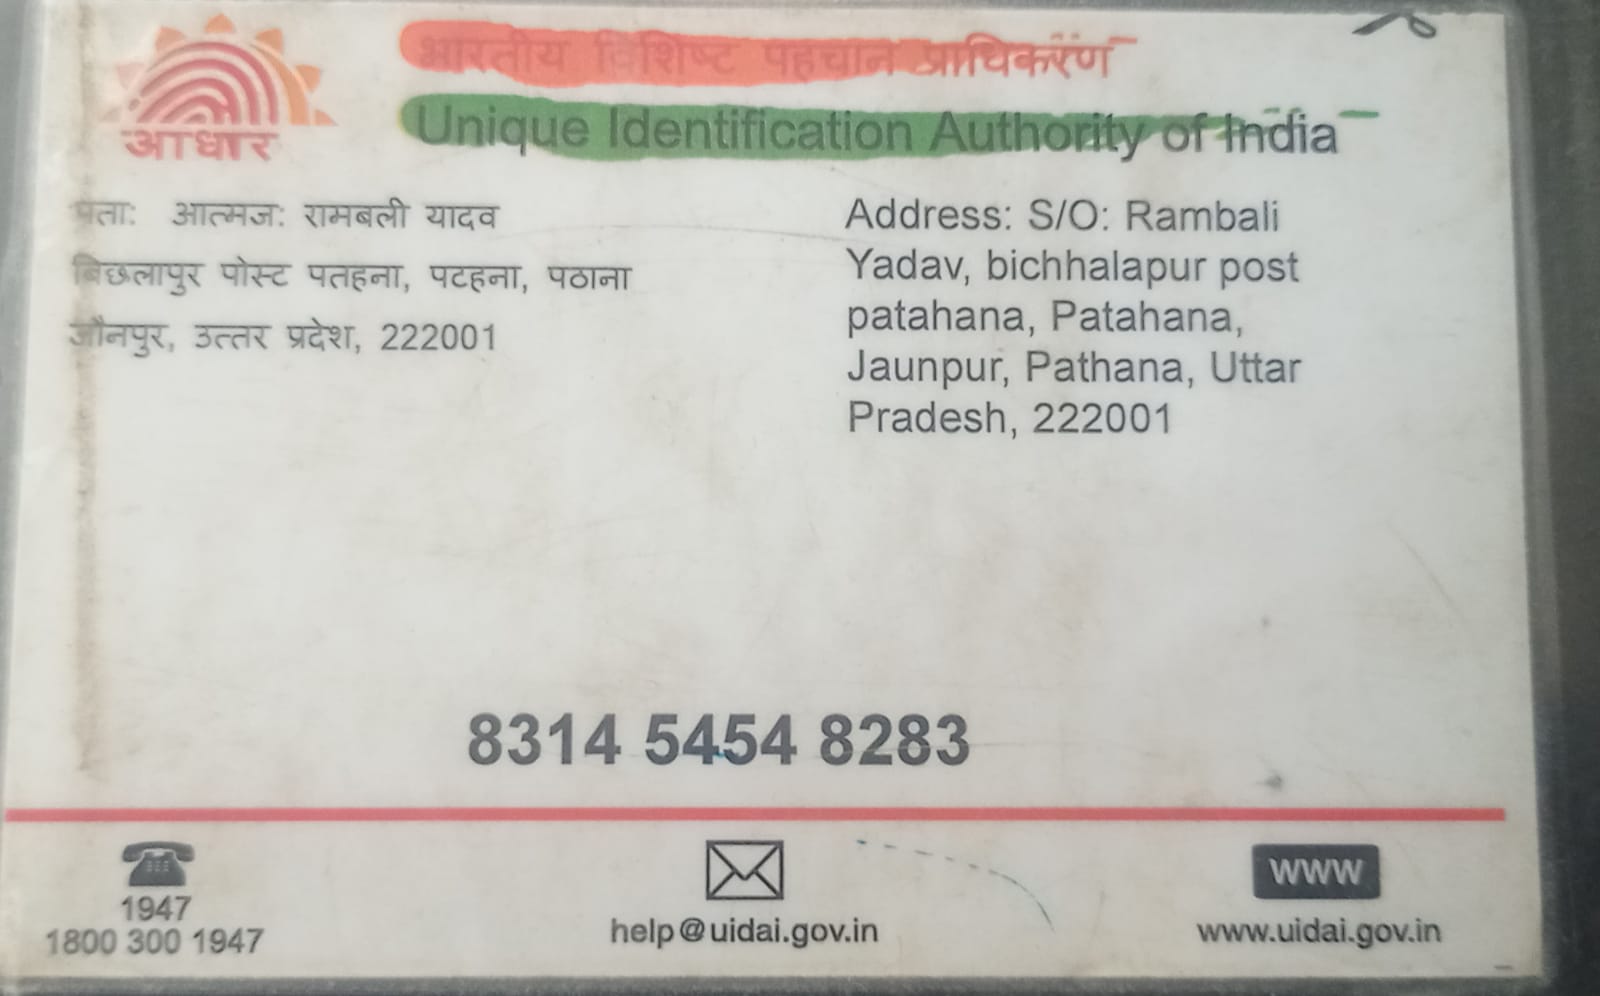 आधार
भारतीय विशिष्ट पहचान प्राधिकरण
Unique Identification Authority of India
पता: आत्मज: रामबली यादव
बिछलापुर पोस्ट पतहना, पटहना, पठाना
जौनपुर, उत्तर प्रदेश, 222001
Address: S/O: Rambali
Yadav, bichhalapur post
patahana, Patahana,
Jaunpur, Pathana, Uttar
Pradesh, 222001
8314 5454 8283
1947
1800 300 1947
help@uidai.gov.in
www
www.uidai.gov.in